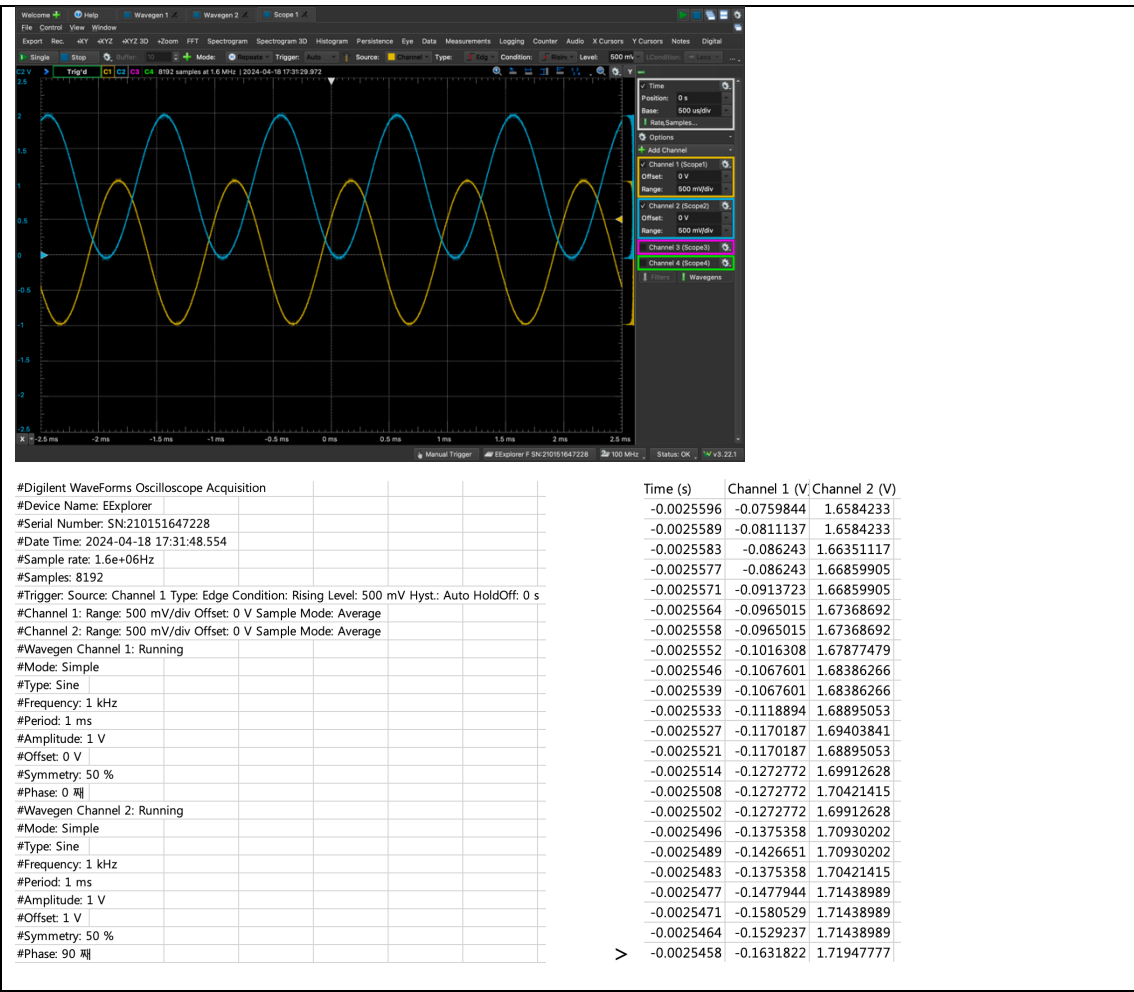 Welcome Help Wavegen 1 Wavegen 2 Scope 1
File Control View Window
Export Rec. +XY +XYZ +XYZ 3D +Zoom FFT Spectrogram Spectrogram 3D Histogram Persistence Eye Data Measurements Logging Counter Audio X Cursors Y Cursors Notes Digital
Single Stop Buffer: 10 Mode: Repeate Trigger: Auto Source: Channel Type: Edg Condition: Risin Level: 500 mV LCondition: Less ...
C2 V Trig'd C1 C2 C3 C4 8192 samples at 1.6 MHz | 2024-04-18 17:31:29.972 Y
2.5
2
1.5
1
0.5
0
-0.5
-1
-1.5
-2
-2.5
X -2.5 ms -2 ms -1.5 ms -1 ms -0.5 ms 0 ms 0.5 ms 1 ms 1.5 ms 2 ms 2.5 ms
Time
Position: 0 s
Base: 500 us/div
Rate,Samples...
Options
Add Channel
Channel 1 (Scope1)
Offset: 0 V
Range: 500 mV/div
Channel 2 (Scope2)
Offset: 0 V
Range: 500 mV/div
Channel 3 (Scope3)
Channel 4 (Scope4)
Filters Wavegens
Manual Trigger EExplorer F SN:210151647228 100 MHz Status: OK v3.22.1
#Digilent WaveForms Oscilloscope Acquisition
#Device Name: EExplorer
#Serial Number: SN:210151647228
#Date Time: 2024-04-18 17:31:48.554
#Sample rate: 1.6e+06Hz
#Samples: 8192
#Trigger: Source: Channel 1 Type: Edge Condition: Rising Level: 500 mV Hyst.: Auto HoldOff: 0 s
#Channel 1: Range: 500 mV/div Offset: 0 V Sample Mode: Average
#Channel 2: Range: 500 mV/div Offset: 0 V Sample Mode: Average
#Wavegen Channel 1: Running
#Mode: Simple
#Type: Sine
#Frequency: 1 kHz
#Period: 1 ms
#Amplitude: 1 V
#Offset: 0 V
#Symmetry: 50 %
#Phase: 0 째
#Wavegen Channel 2: Running
#Mode: Simple
#Type: Sine
#Frequency: 1 kHz
#Period: 1 ms
#Amplitude: 1 V
#Offset: 1 V
#Symmetry: 50 %
#Phase: 90 째
>
Time (s) Channel 1 (V) Channel 2 (V)
-0.0025596 -0.0759844 1.6584233
-0.0025589 -0.0811137 1.6584233
-0.0025583 -0.086243 1.66351117
-0.0025577 -0.086243 1.66859905
-0.0025571 -0.0913723 1.66859905
-0.0025564 -0.0965015 1.67368692
-0.0025558 -0.0965015 1.67368692
-0.0025552 -0.1016308 1.67877479
-0.0025546 -0.1067601 1.68386266
-0.0025539 -0.1067601 1.68386266
-0.0025533 -0.1118894 1.68895053
-0.0025527 -0.1170187 1.69403841
-0.0025521 -0.1170187 1.68895053
-0.0025514 -0.1272772 1.69912628
-0.0025508 -0.1272772 1.70421415
-0.0025502 -0.1272772 1.69912628
-0.0025496 -0.1375358 1.70930202
-0.0025489 -0.1426651 1.70930202
-0.0025483 -0.1375358 1.70421415
-0.0025477 -0.1477944 1.71438989
-0.0025471 -0.1580529 1.71438989
-0.0025464 -0.1529237 1.71438989
-0.0025458 -0.1631822 1.71947777